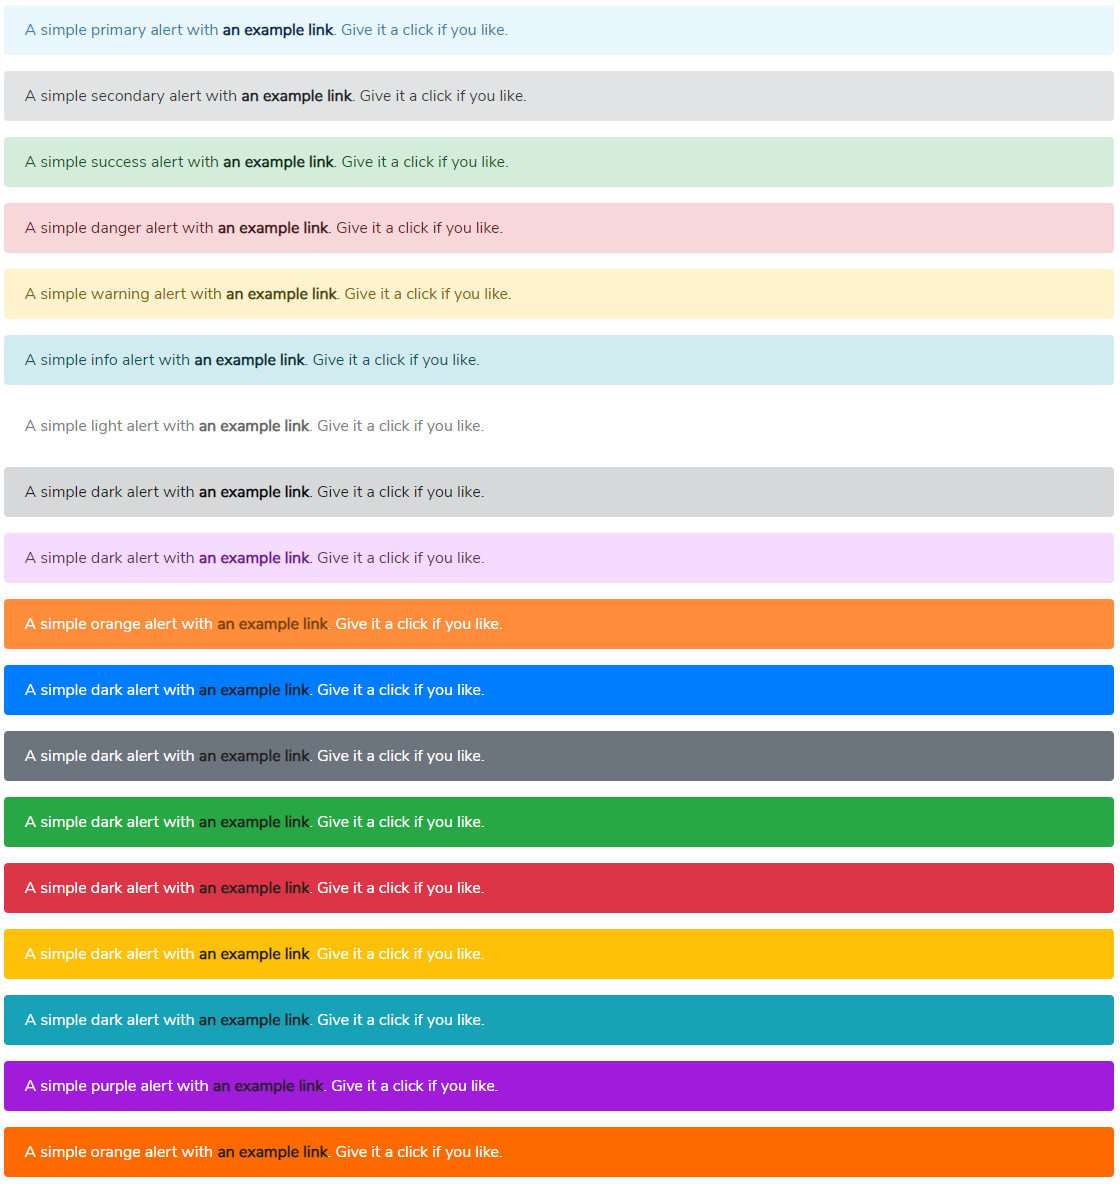 A simple primary alert with an example link. Give it a click if you like.
A simple secondary alert with an example link. Give it a click if you like.
A simple success alert with an example link. Give it a click if you like.
A simple danger alert with an example link. Give it a click if you like.
A simple warning alert with an example link. Give it a click if you like.
A simple info alert with an example link. Give it a click if you like.
A simple light alert with an example link. Give it a click if you like.
A simple dark alert with an example link. Give it a click if you like.
A simple dark alert with an example link. Give it a click if you like.
A simple orange alert with an example link. Give it a click if you like.
A simple dark alert with an example link. Give it a click if you like.
A simple dark alert with an example link. Give it a click if you like.
A simple dark alert with an example link. Give it a click if you like.
A simple dark alert with an example link. Give it a click if you like.
A simple dark alert with an example link. Give it a click if you like.
A simple dark alert with an example link. Give it a click if you like.
A simple purple alert with an example link. Give it a click if you like.
A simple orange alert with an example link. Give it a click if you like.